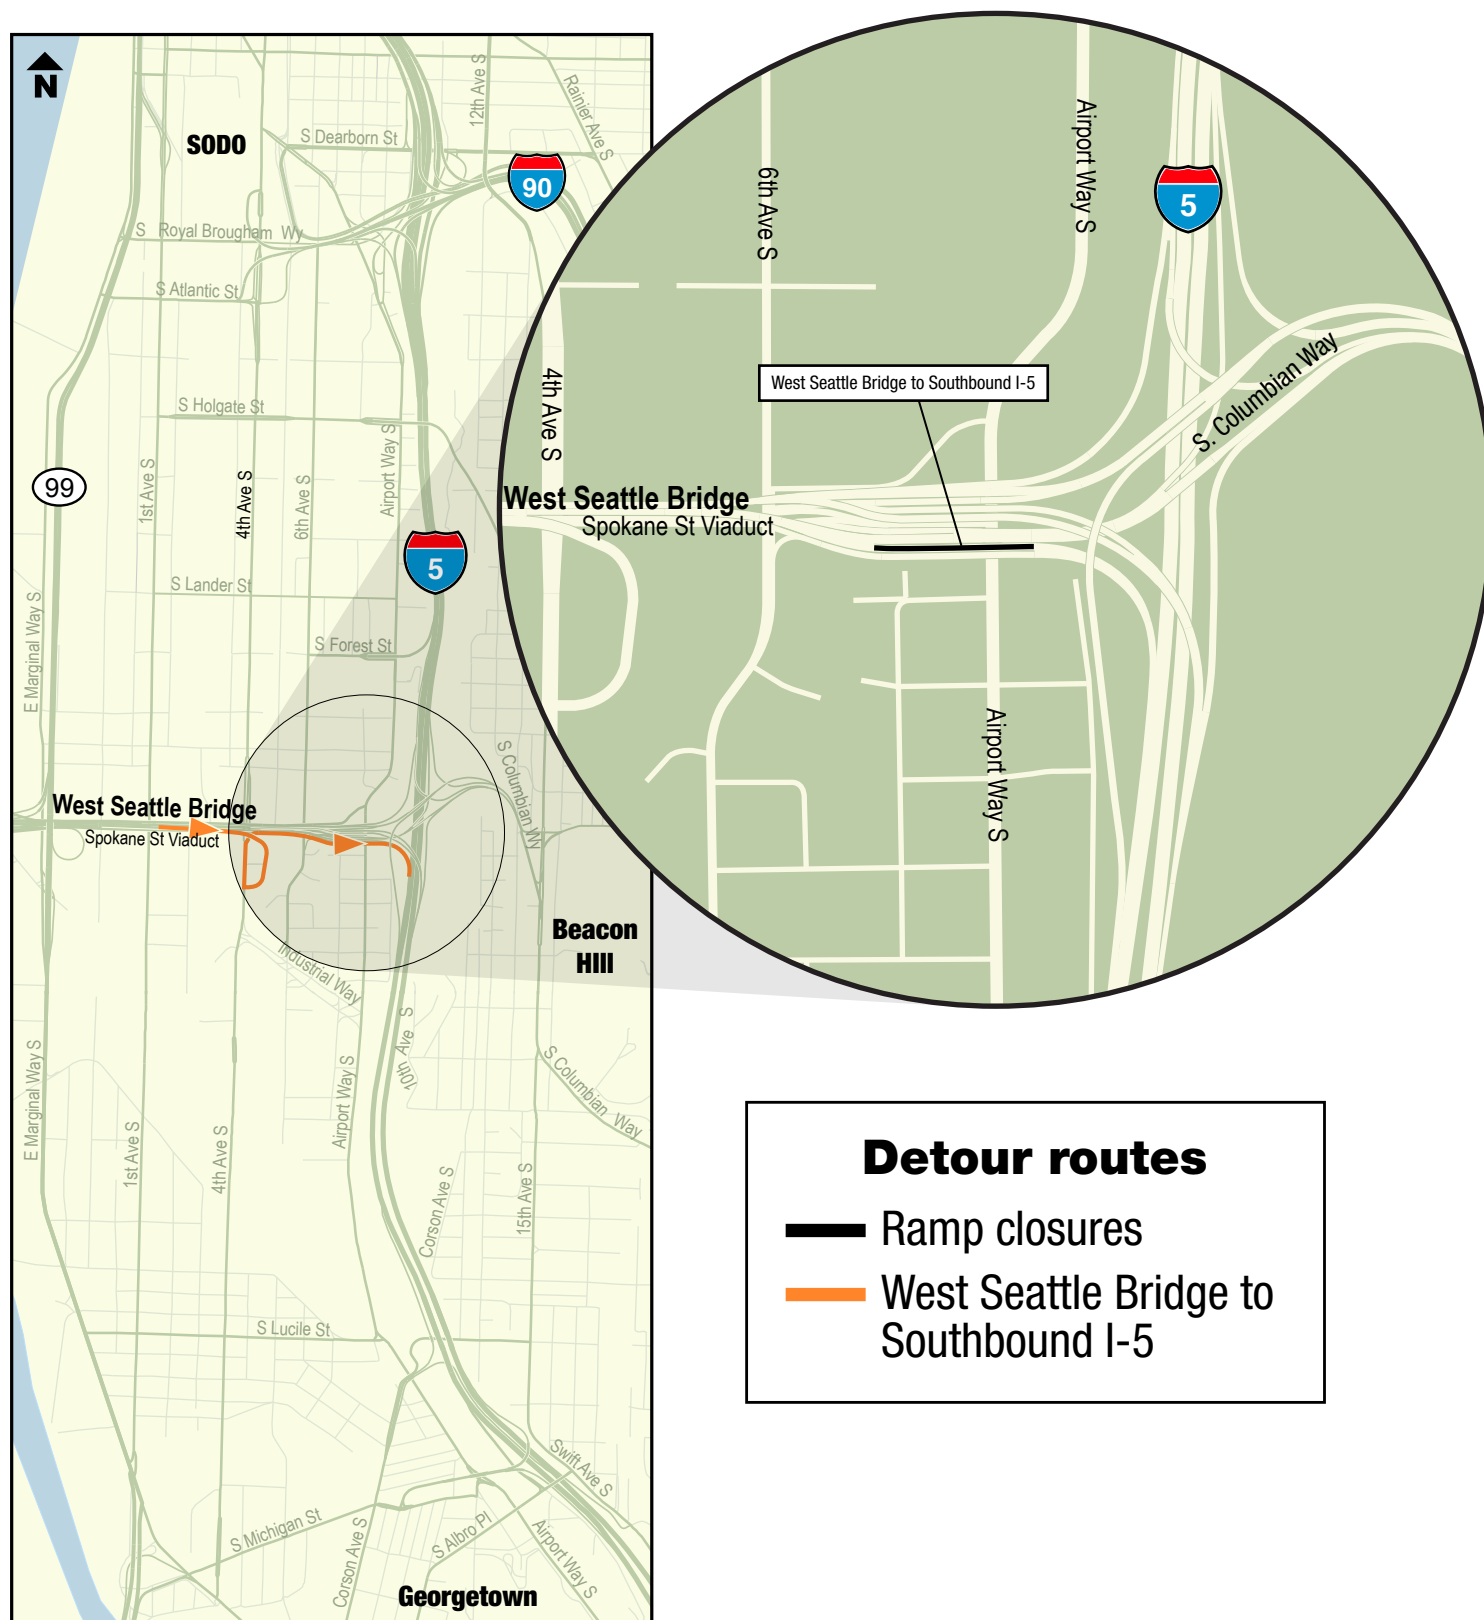 N
SODO
S Dearborn St
12th Ave S
Rainier Ave S
90
S Royal Brougham Wy
S Atlantic St
S Holgate St
99
1st Ave S
4th Ave S
6th Ave S
Airport Way S
5
S Lander St
S Forest St
E Marginal Way S
S Columbian Wy
West Seattle Bridge
Spokane St Viaduct
Beacon
HIll
Industrial Way
10th Ave S
E Marginal Way S
1st Ave S
4th Ave S
Airport Way S
S Columbian Way
Corson Ave S
15th Ave S
S Lucile St
Swift Ave S
S Michigan St
S Albro Pl
Corson Ave S
Airport Way S
Georgetown
6th Ave S
Airport Way S
5
4th Ave S
West Seattle Bridge to Southbound I-5
S. Columbian Way
West Seattle Bridge
Spokane St Viaduct
Airport Way S
Detour routes
Ramp closures
West Seattle Bridge to
Southbound I-5